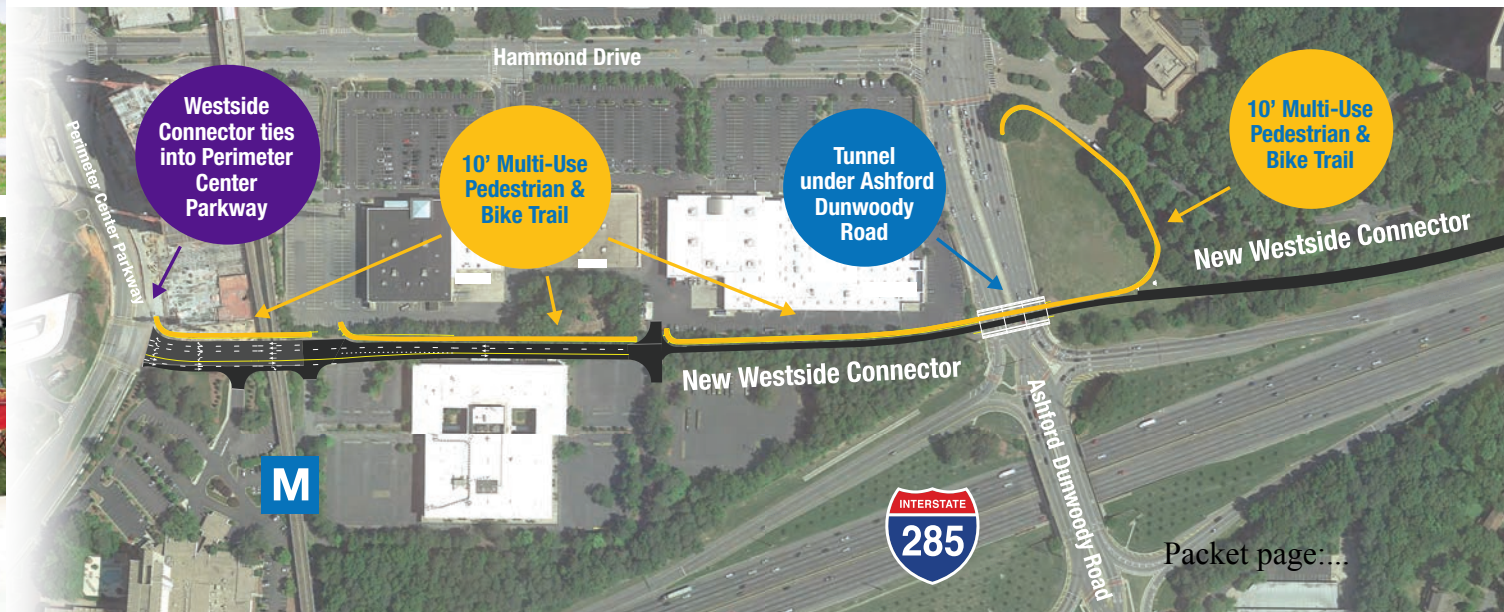 Hammond Drive
Westside
Connector ties
into Perimeter
Center
Parkway
Perimeter Center Parkway
10’ Multi-Use
Pedestrian &
Bike Trail
Tunnel
under Ashford
Dunwoody
Road
10’ Multi-Use
Pedestrian &
Bike Trail
New Westside Connector
New Westside Connector
Ashford Dunwoody Road
M
INTERSTATE
285
Packet page:...